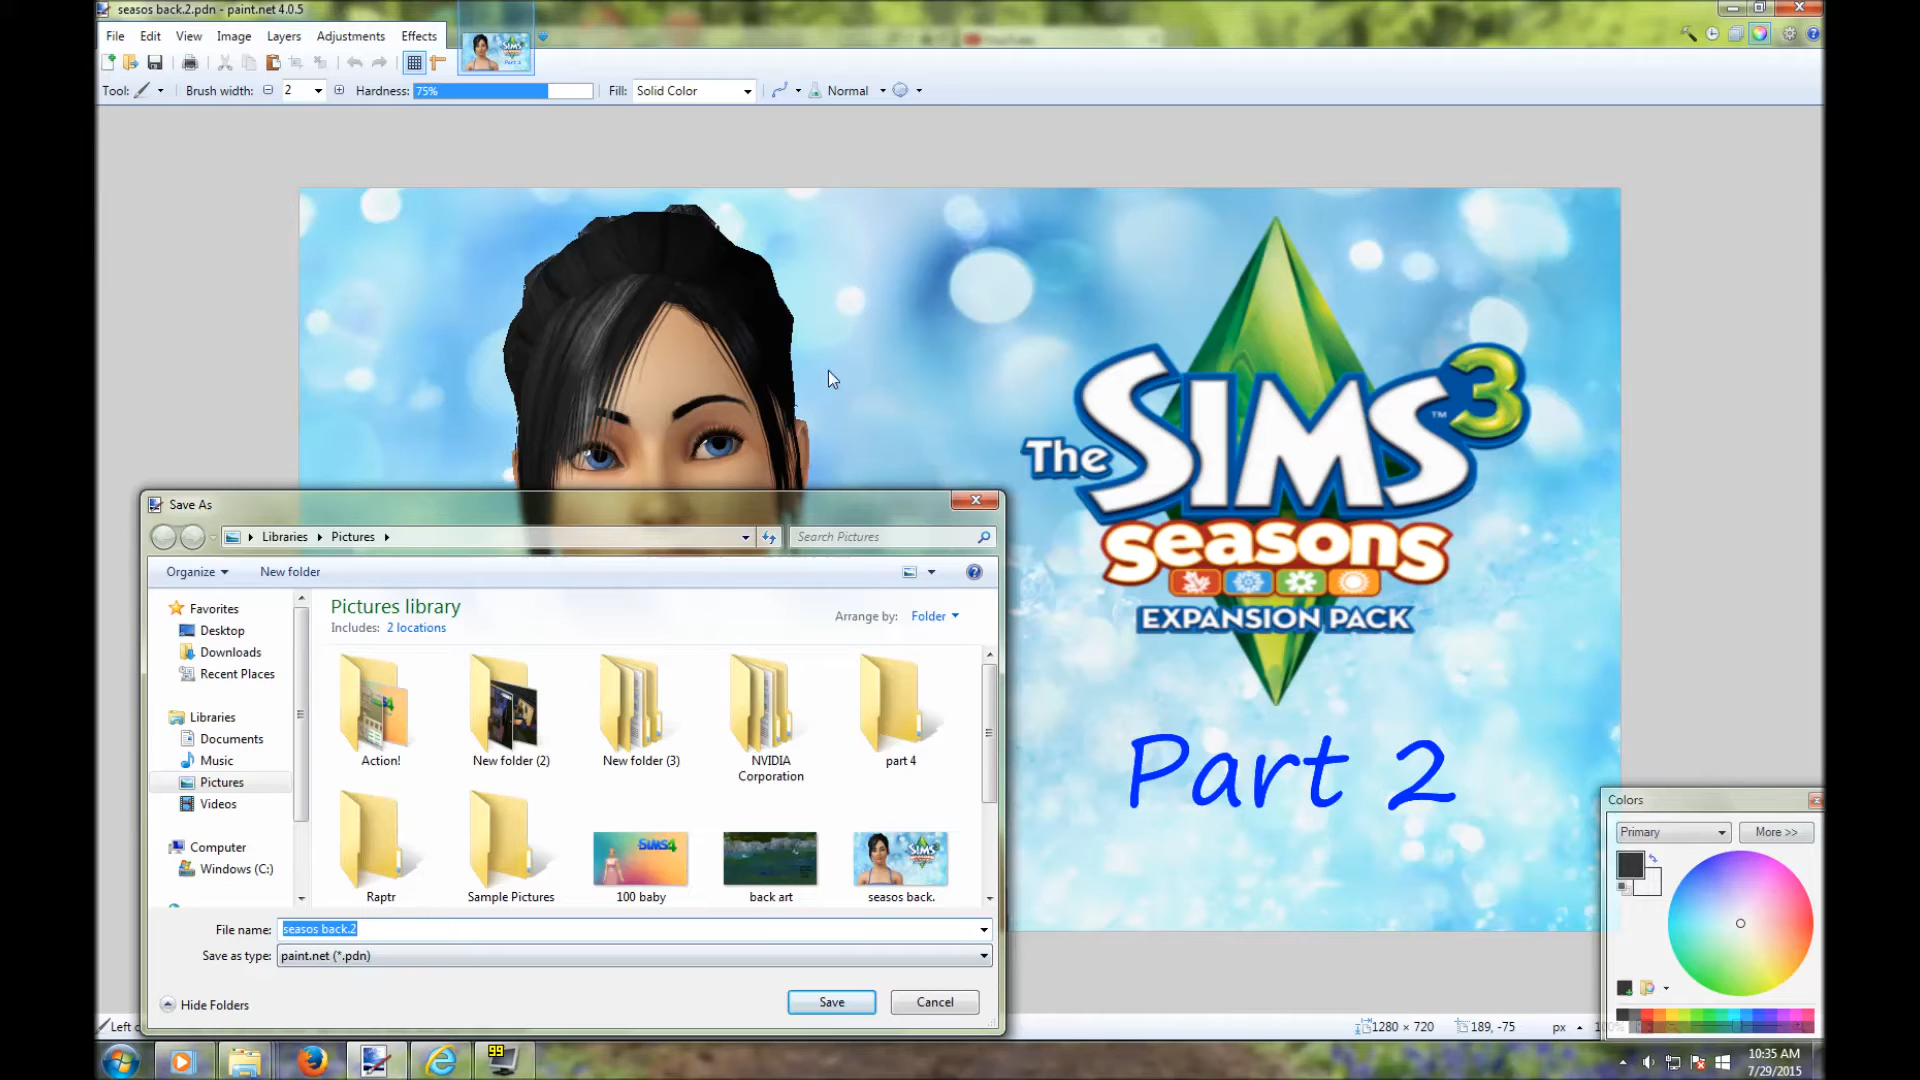 seasos back.2.pdn - paint.net 4.0.5
File Edit View Image Layers Adjustments Effects
Tool: Brush width: 2 Hardness: 75% Fill: Solid Color Normal
The SIMS 3
TM
seasons
EXPANSION PACK
Part 2
Save As
Libraries Pictures
Search Pictures
Organize New folder
Favorites
Desktop
Downloads
Recent Places
Libraries
Documents
Music
Pictures
Videos
Computer
Windows (C:)
Pictures library
Includes: 2 locations
Arrange by: Folder
Action!
New folder (2)
New folder (3)
NVIDIA
Corporation
part 4
Raptr
Sample Pictures
100 baby
back art
seasos back.
File name: seasos back.2
Save as type: paint.net (*.pdn)
Hide Folders
Save Cancel
Colors
Primary More >>
Left c
1280 × 720 189, -75 px
99
10:35 AM
7/29/2015